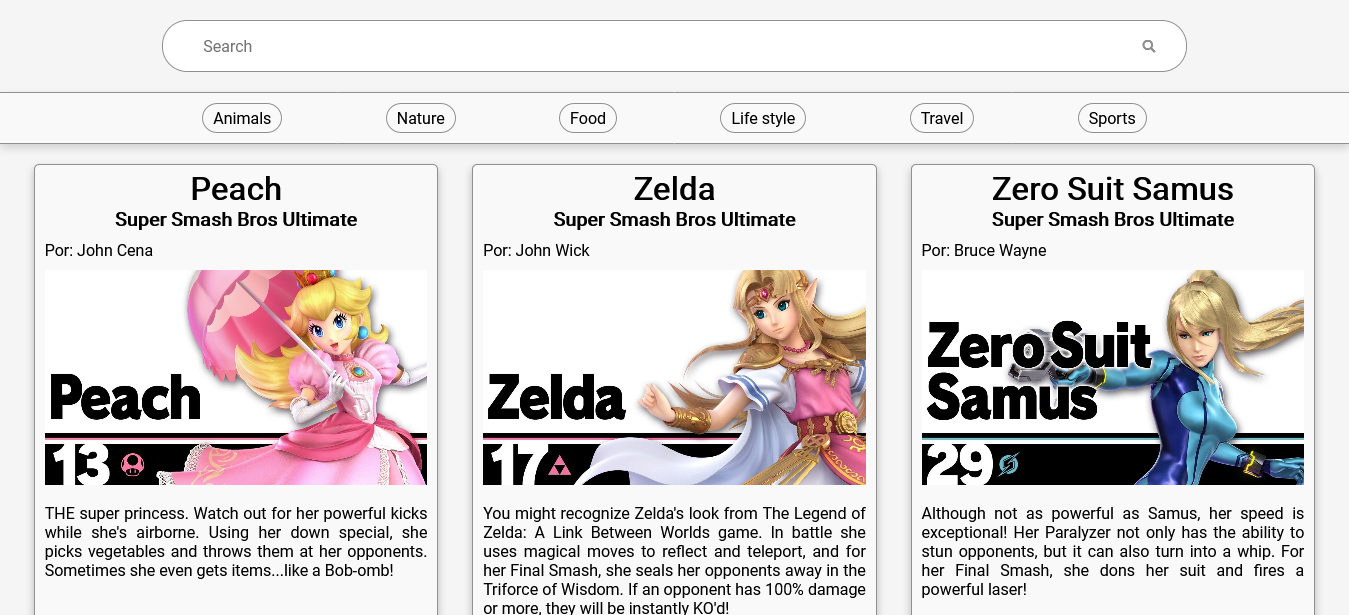 Search
Animals
Nature
Food
Life style
Travel
Sports
Peach
Super Smash Bros Ultimate
Por: John Cena
Peach
13
THE super princess. Watch out for her powerful kicks
while she's airborne. Using her down special, she
picks vegetables and throws them at her opponents.
Sometimes she even gets items...like a Bob-omb!
Zelda
Super Smash Bros Ultimate
Por: John Wick
Zelda
17
You might recognize Zelda's look from The Legend of
Zelda: A Link Between Worlds game. In battle she
uses magical moves to reflect and teleport, and for
her Final Smash, she seals her opponents away in the
Triforce of Wisdom. If an opponent has 100% damage
or more, they will be instantly KO'd!
Zero Suit Samus
Super Smash Bros Ultimate
Por: Bruce Wayne
Zero Suit
Samus
29
Although not as powerful as Samus, her speed is
exceptional! Her Paralyzer not only has the ability to
stun opponents, but it can also turn into a whip. For
her Final Smash, she dons her suit and fires a
powerful laser!